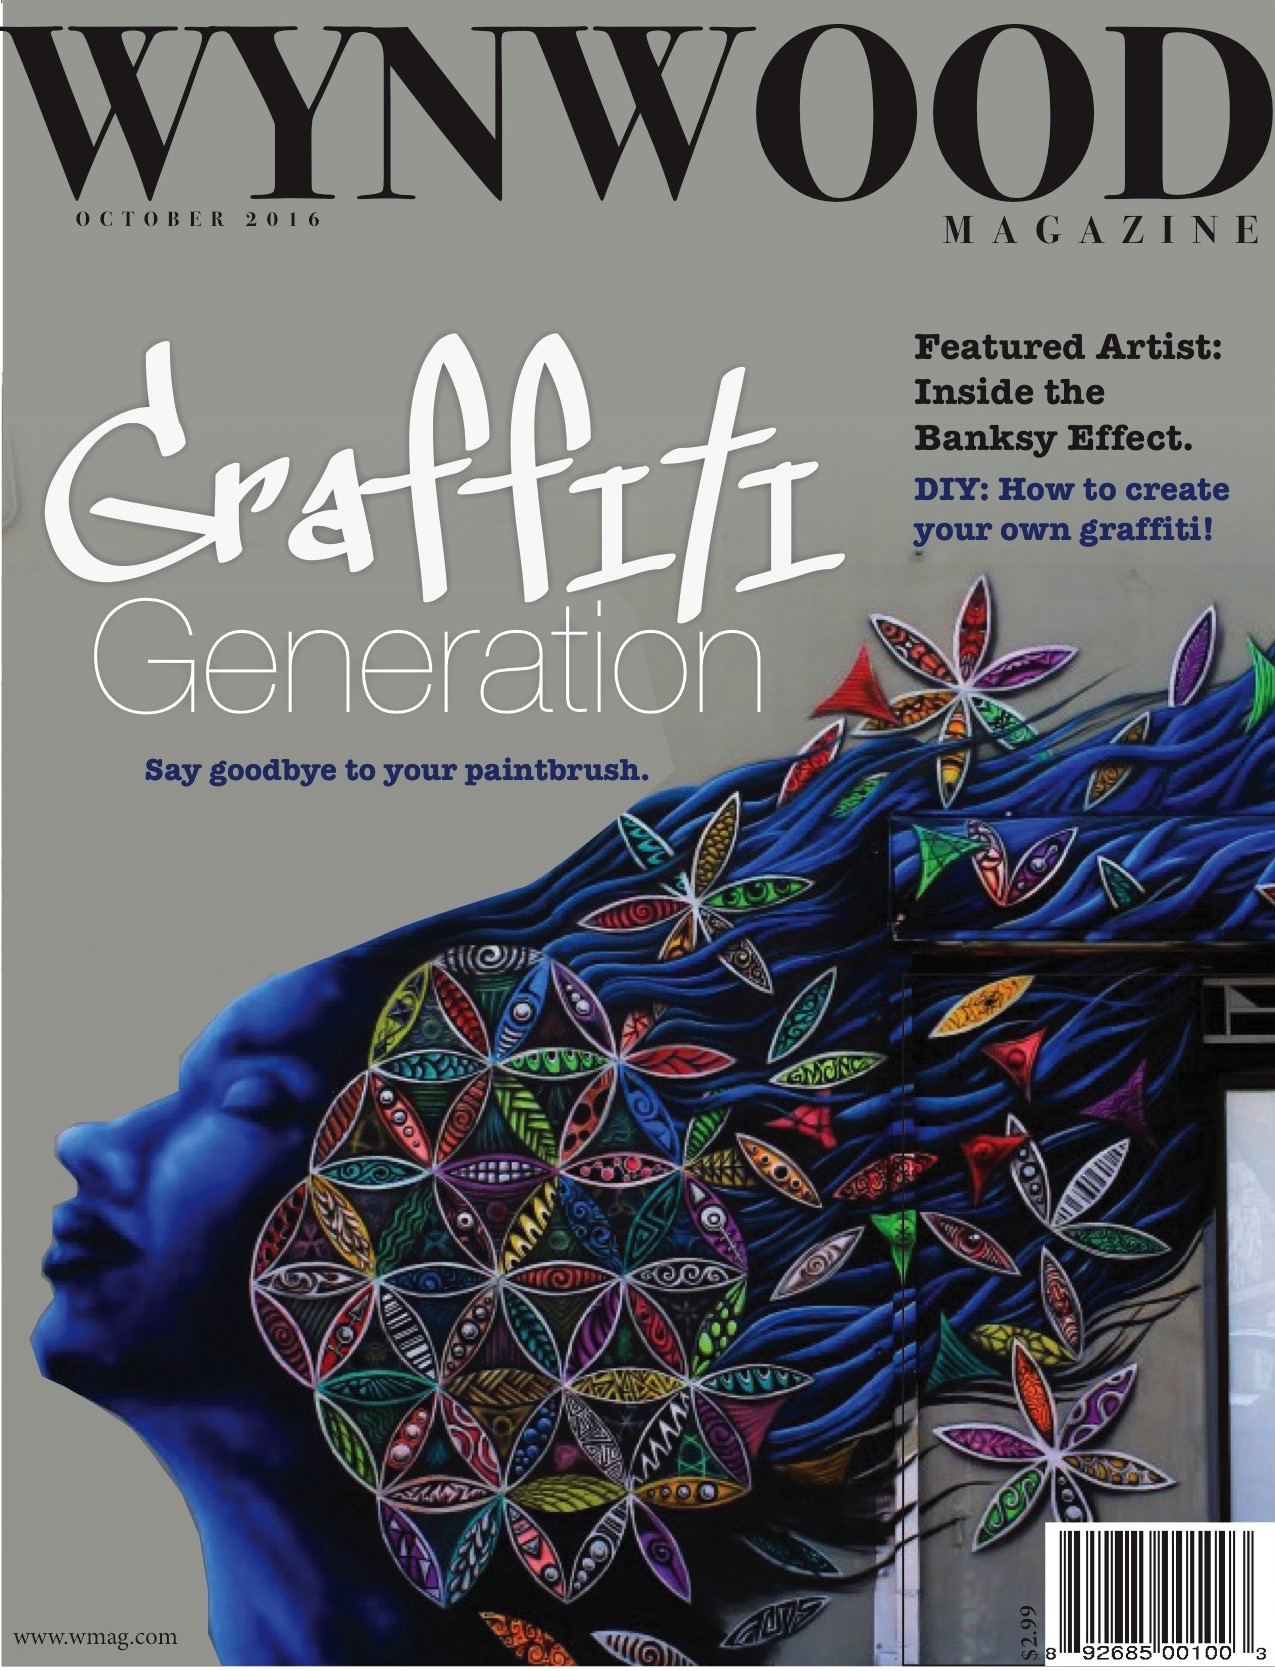 WYNWOOD
OCTOBER 2016
MAGAZINE
Graffiti
Generation
Say goodbye to your paintbrush.
Featured Artist:
Inside the
Banksy Effect.
DIY: How to create
your own graffiti!
www.wmag.com
$2.99
8 92685 00100 3